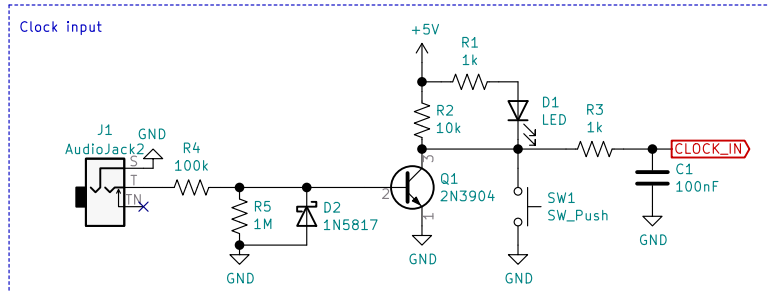 Clock input
+5V
R1
1k
R2
10k
D1
LED
R3
1k
CLOCK_IN
C1
100nF
GND
J1
AudioJack2
GND
S
T
TN
R4
100k
R5
1M
D2
1N5817
GND
2
3
1
Q1
2N3904
GND
SW1
SW_Push
GND